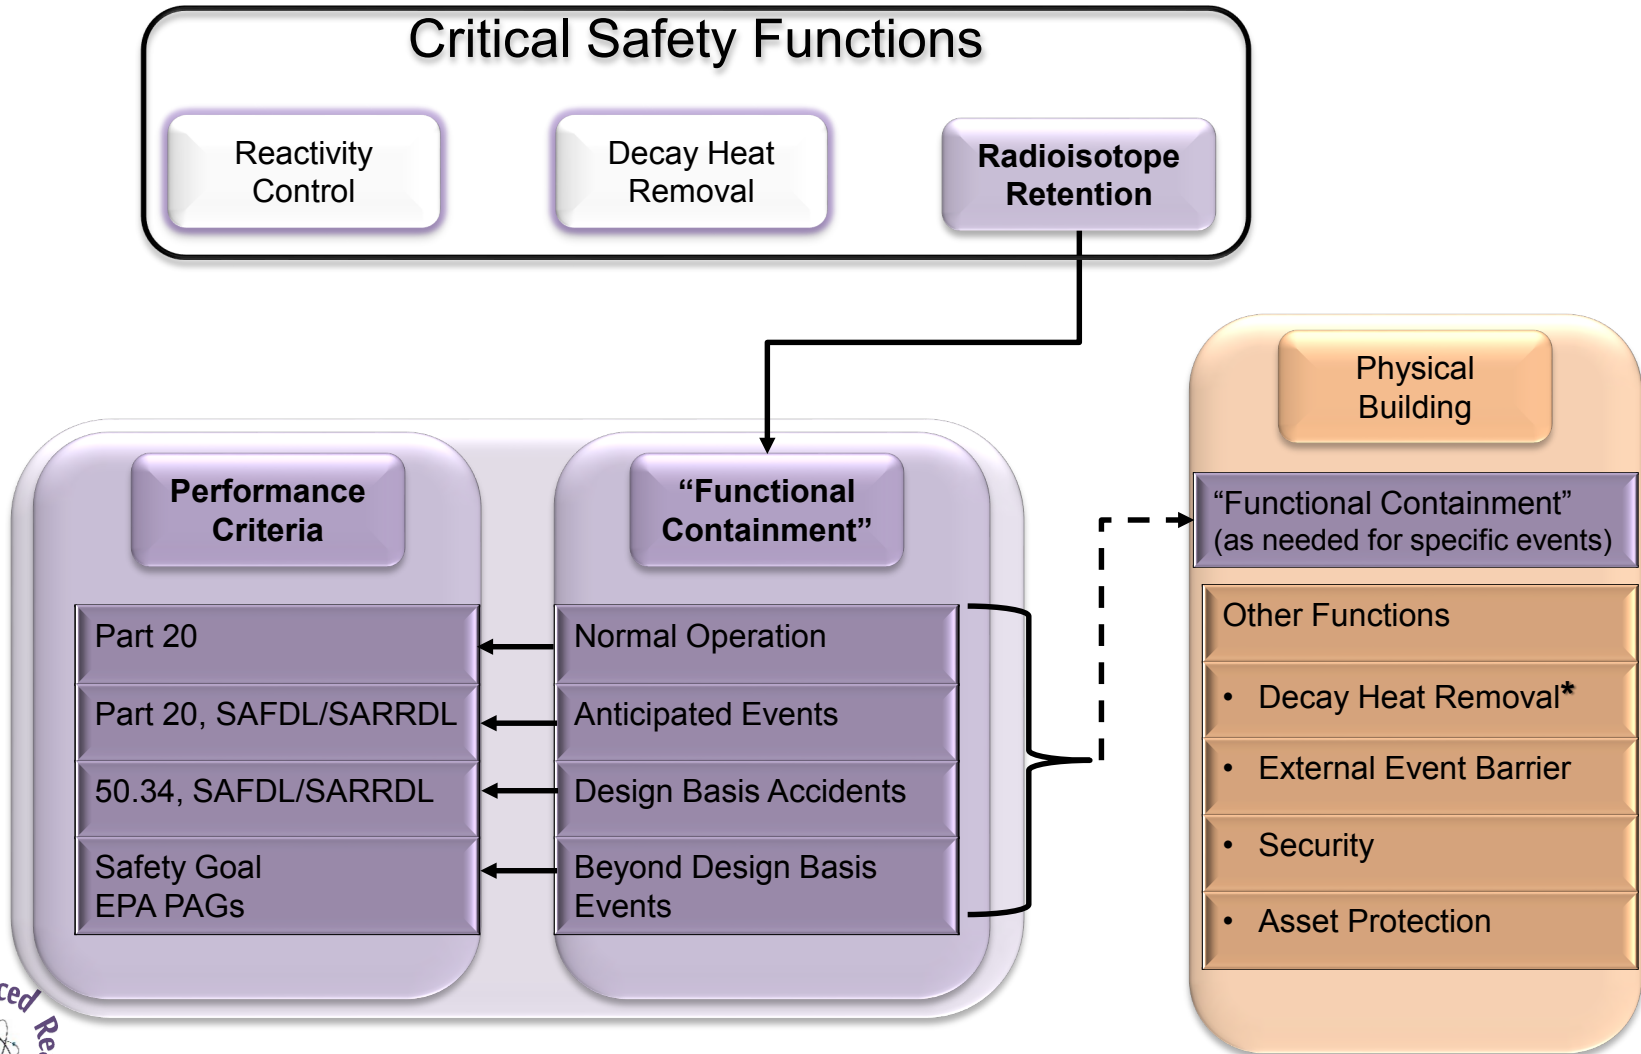 Critical Safety Functions
Reactivity
Control
Decay Heat
Removal
Radioisotope
Retention
Physical
Building
Performance
Criteria
“Functional
Containment”
“Functional Containment”
(as needed for specific events)
Part 20
Normal Operation
Part 20, SAFDL/SARRDL
Anticipated Events
50.34, SAFDL/SARRDL
Design Basis Accidents
Safety Goal
EPA PAGs
Beyond Design Basis
Events
Other Functions
• Decay Heat Removal*
• External Event Barrier
• Security
• Asset Protection